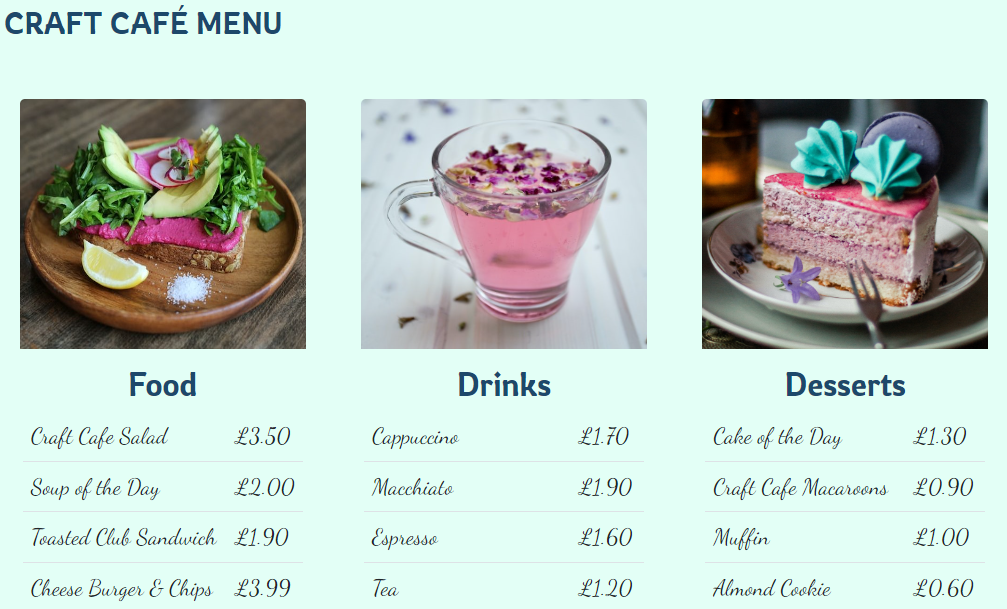 CRAFT CAFÉ MENU
Food
Craft Cafe Salad £3.50
Soup of the Day £2.00
Toasted Club Sandwich £1.90
Cheese Burger & Chips £3.99
Drinks
Cappuccino £1.70
Macchiato £1.90
Espresso £1.60
Tea £1.20
Desserts
Cake of the Day £1.30
Craft Cafe Macaroons £0.90
Muffin £1.00
Almond Cookie £0.60